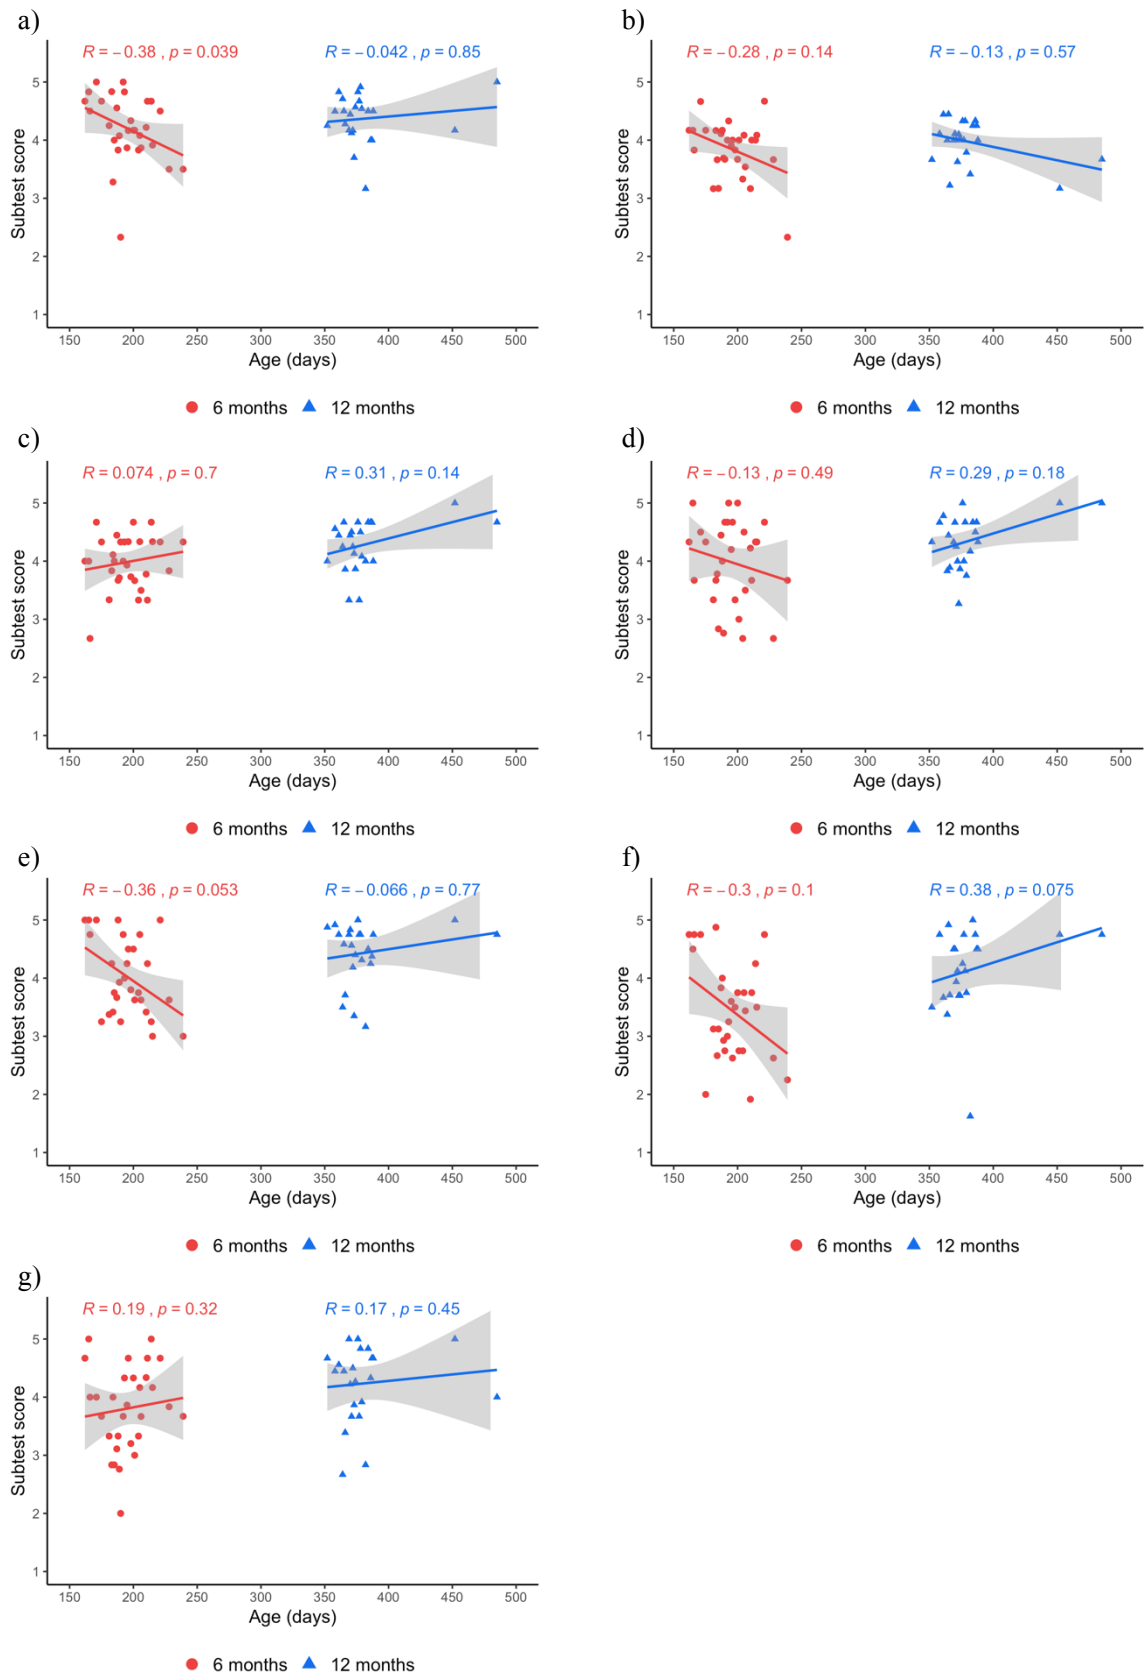 a)
b)
R = −0.38 , p = 0.039
R = −0.042 , p = 0.85
R = −0.28 , p = 0.14
R = −0.13 , p = 0.57
Subtest score
5
4
3
2
1
150 200 250 300 350 400 450 500
Age (days)
6 months 12 months
Subtest score
5
4
3
2
1
150 200 250 300 350 400 450 500
Age (days)
6 months 12 months
c)
d)
R = 0.074 , p = 0.7
R = 0.31 , p = 0.14
R = −0.13 , p = 0.49
R = 0.29 , p = 0.18
Subtest score
5
4
3
2
1
150 200 250 300 350 400 450 500
Age (days)
6 months 12 months
Subtest score
5
4
3
2
1
150 200 250 300 350 400 450 500
Age (days)
6 months 12 months
e)
f)
R = −0.36 , p = 0.053
R = −0.066 , p = 0.77
R = −0.3 , p = 0.1
R = 0.38 , p = 0.075
Subtest score
5
4
3
2
1
150 200 250 300 350 400 450 500
Age (days)
6 months 12 months
Subtest score
5
4
3
2
1
150 200 250 300 350 400 450 500
Age (days)
6 months 12 months
g)
R = 0.19 , p = 0.32
R = 0.17 , p = 0.45
Subtest score
5
4
3
2
1
150 200 250 300 350 400 450 500
Age (days)
6 months 12 months